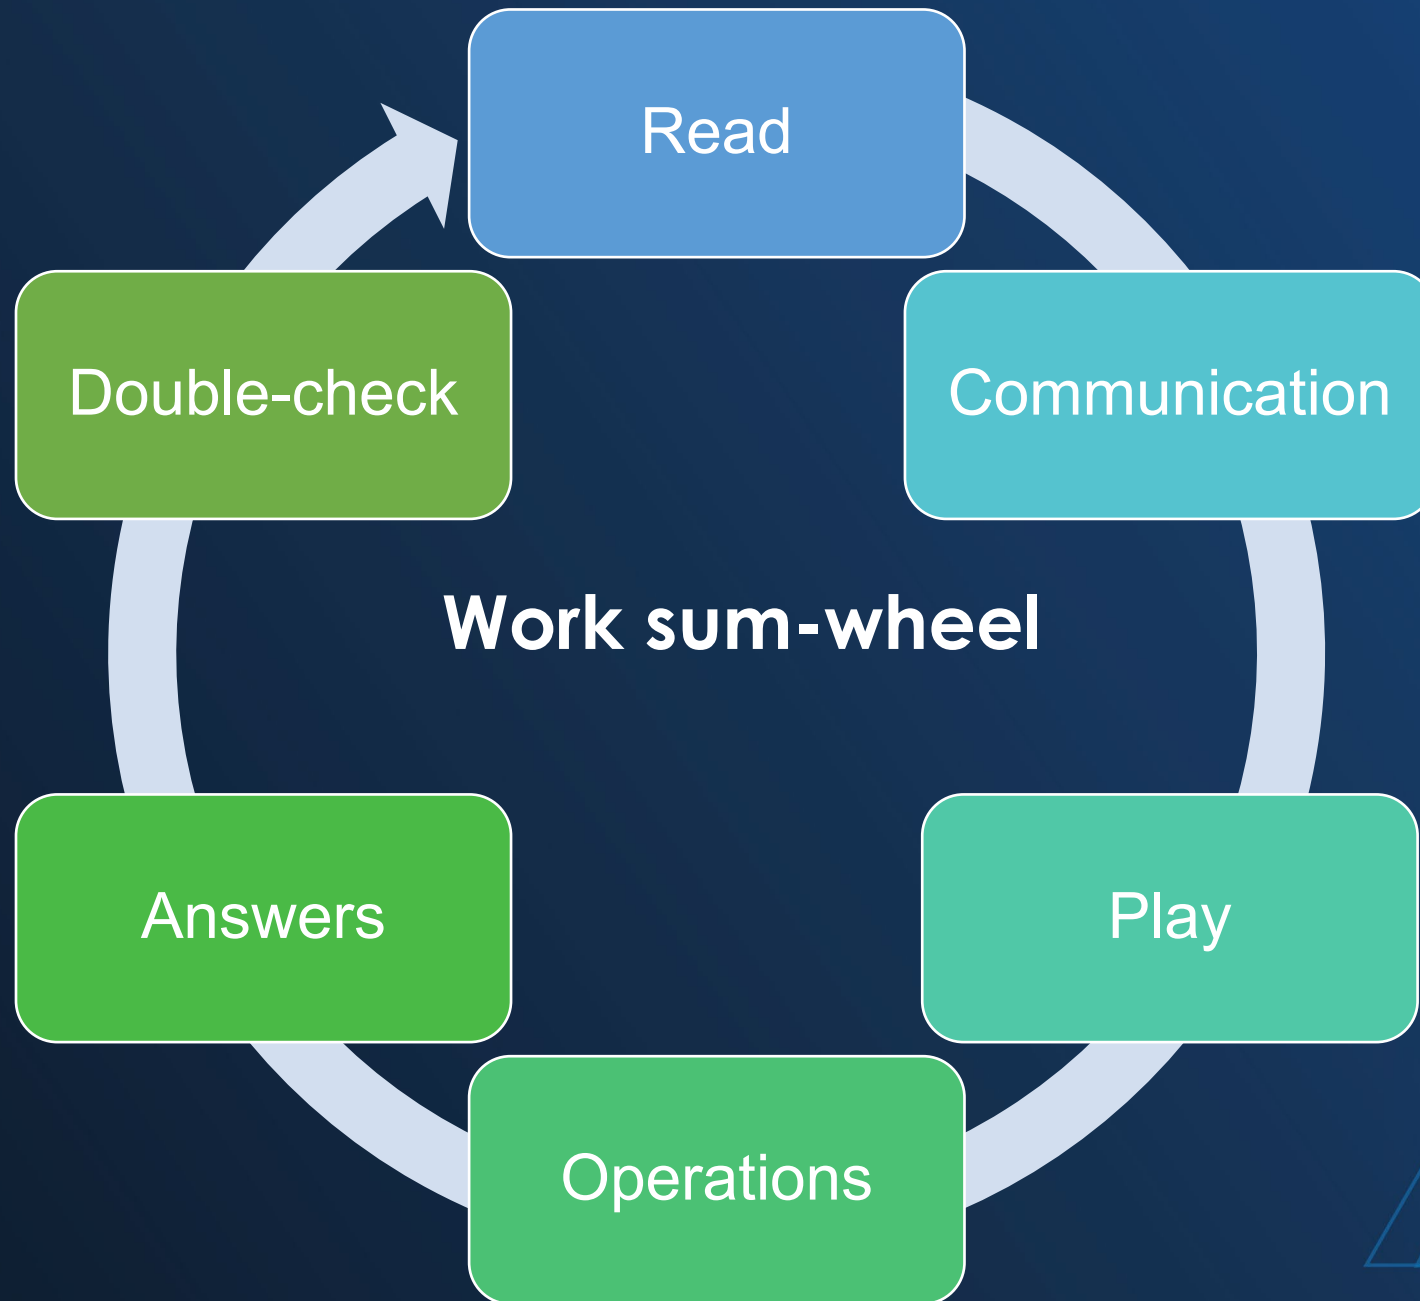 Read
Communication
Play
Operations
Answers
Double-check
Work sum-wheel